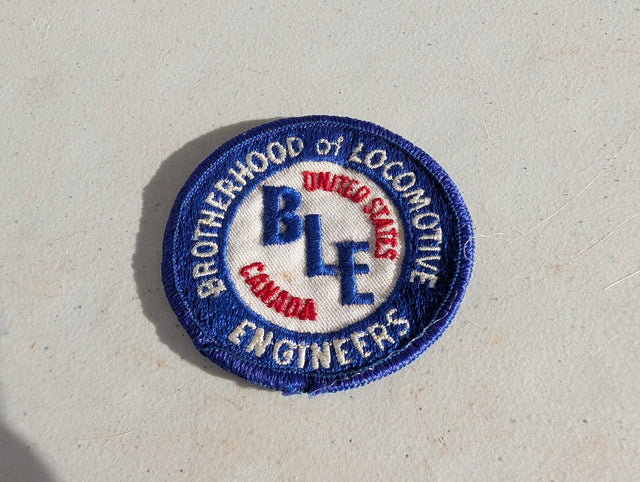 BROTHERHOOD of LOCOMOTIVE
ENGINEERS
UNITED STATES
BLE
CANADA